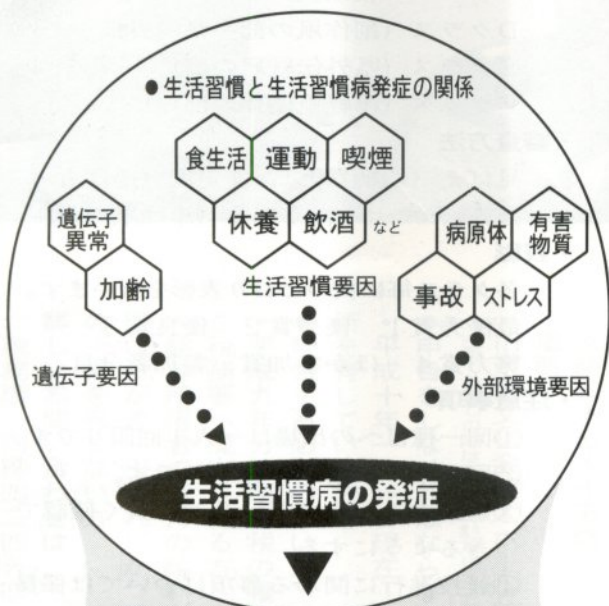 ●生活習慣と生活習慣病発症の関係
食生活 運動 喫煙
休養 飲酒 など
生活習慣要因
遺伝子
異常
加齢
遺伝子要因
病原体 有害
物質
事故 ストレス
外部環境要因
生活習慣病の発症